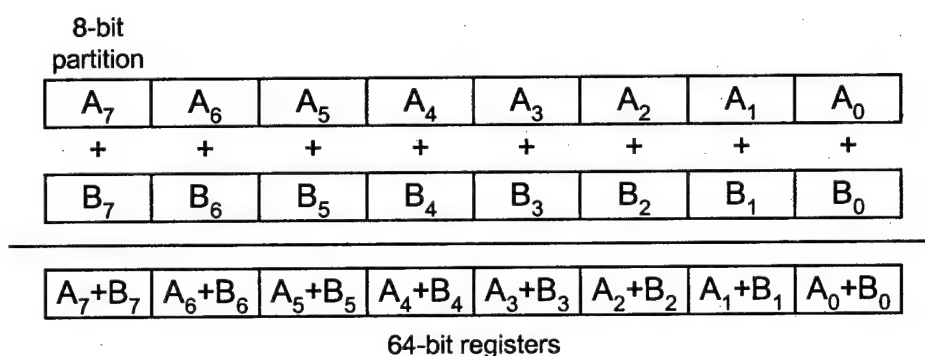 8-bit
partition
A₇ A₆ A₅ A₄ A₃ A₂ A₁ A₀
+ + + + + + + +
B₇ B₆ B₅ B₄ B₃ B₂ B₁ B₀
A₇+B₇ A₆+B₆ A₅+B₅ A₄+B₄ A₃+B₃ A₂+B₂ A₁+B₁ A₀+B₀
64-bit registers